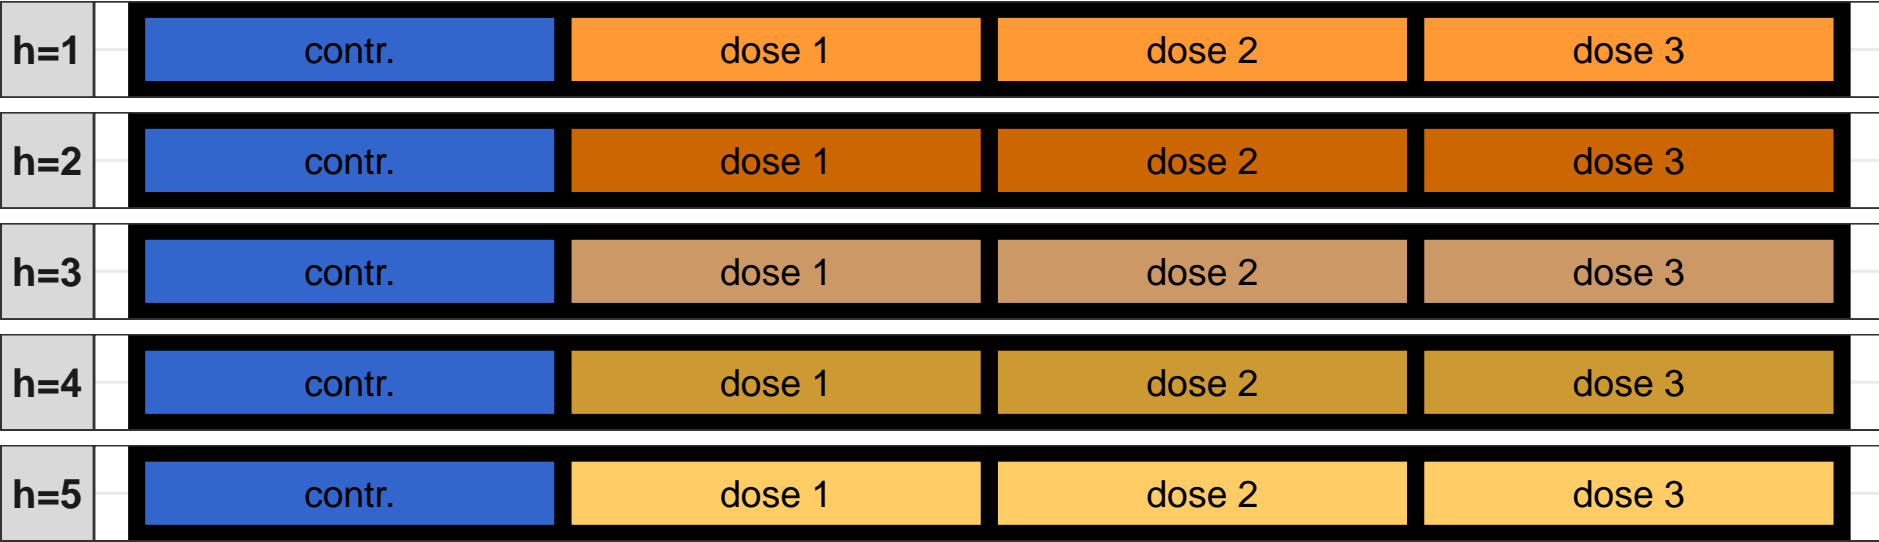 h=1 contr. dose 1 dose 2 dose 3
h=2 contr. dose 1 dose 2 dose 3
h=3 contr. dose 1 dose 2 dose 3
h=4 contr. dose 1 dose 2 dose 3
h=5 contr. dose 1 dose 2 dose 3